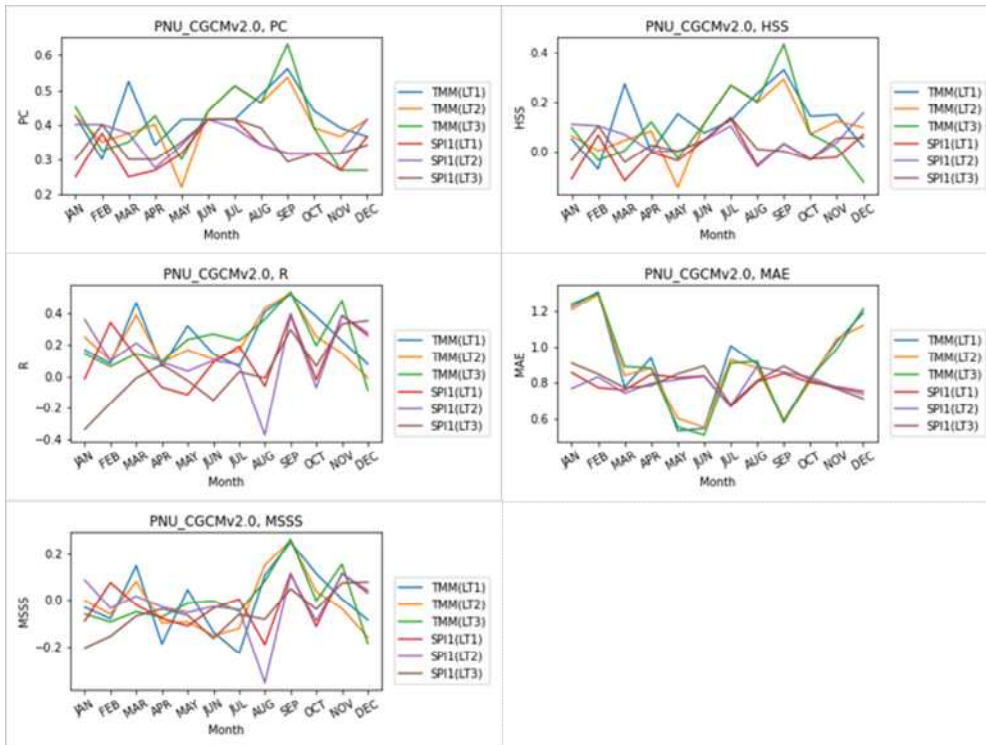 PNU_CGCMv2.0, PC
0.6
0.5
0.4
0.3
0.2
PC
JAN FEB MAR APR MAY JUN JUL AUG SEP OCT NOV DEC
Month
TMM(LT1)
TMM(LT2)
TMM(LT3)
SPI1(LT1)
SPI1(LT2)
SPI1(LT3)
PNU_CGCMv2.0, HSS
0.4
0.2
0.0
HSS
JAN FEB MAR APR MAY JUN JUL AUG SEP OCT NOV DEC
Month
TMM(LT1)
TMM(LT2)
TMM(LT3)
SPI1(LT1)
SPI1(LT2)
SPI1(LT3)
PNU_CGCMv2.0, R
0.4
0.2
0.0
−0.2
−0.4
R
JAN FEB MAR APR MAY JUN JUL AUG SEP OCT NOV DEC
Month
TMM(LT1)
TMM(LT2)
TMM(LT3)
SPI1(LT1)
SPI1(LT2)
SPI1(LT3)
PNU_CGCMv2.0, MAE
1.2
1.0
0.8
0.6
MAE
JAN FEB MAR APR MAY JUN JUL AUG SEP OCT NOV DEC
Month
TMM(LT1)
TMM(LT2)
TMM(LT3)
SPI1(LT1)
SPI1(LT2)
SPI1(LT3)
PNU_CGCMv2.0, MSSS
0.2
0.0
−0.2
MSSS
JAN FEB MAR APR MAY JUN JUL AUG SEP OCT NOV DEC
Month
TMM(LT1)
TMM(LT2)
TMM(LT3)
SPI1(LT1)
SPI1(LT2)
SPI1(LT3)